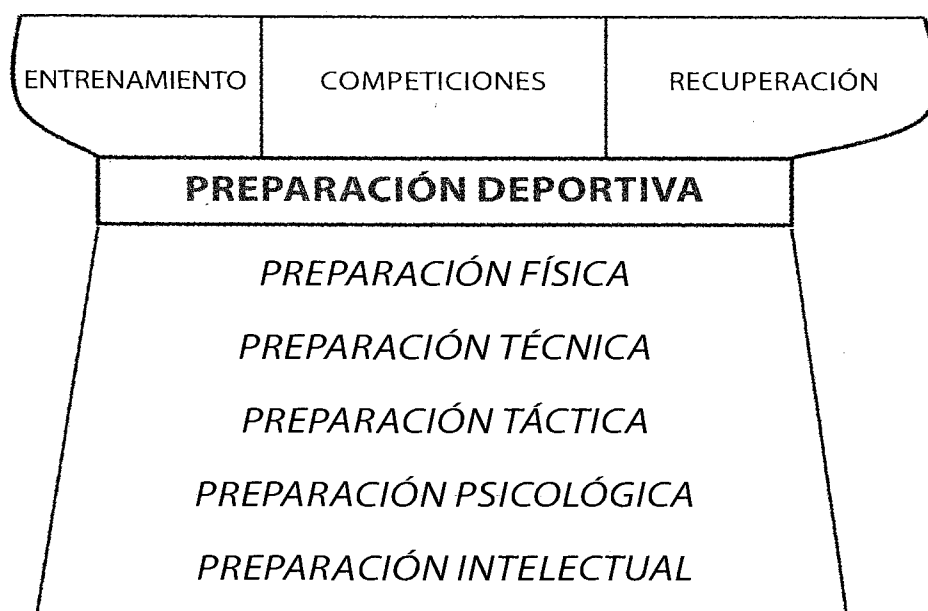 ENTRENAMIENTO COMPETICIONES RECUPERACIÓN
PREPARACIÓN DEPORTIVA
PREPARACIÓN FÍSICA
PREPARACIÓN TÉCNICA
PREPARACIÓN TÁCTICA
PREPARACIÓN PSICOLÓGICA
PREPARACIÓN INTELECTUAL